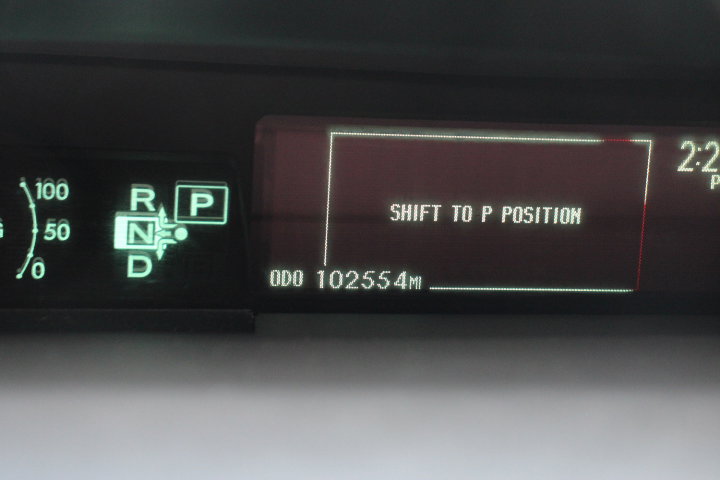 100
50
0
R P
N
D
SHIFT TO P POSITION
ODO 102554MI
2:2
P